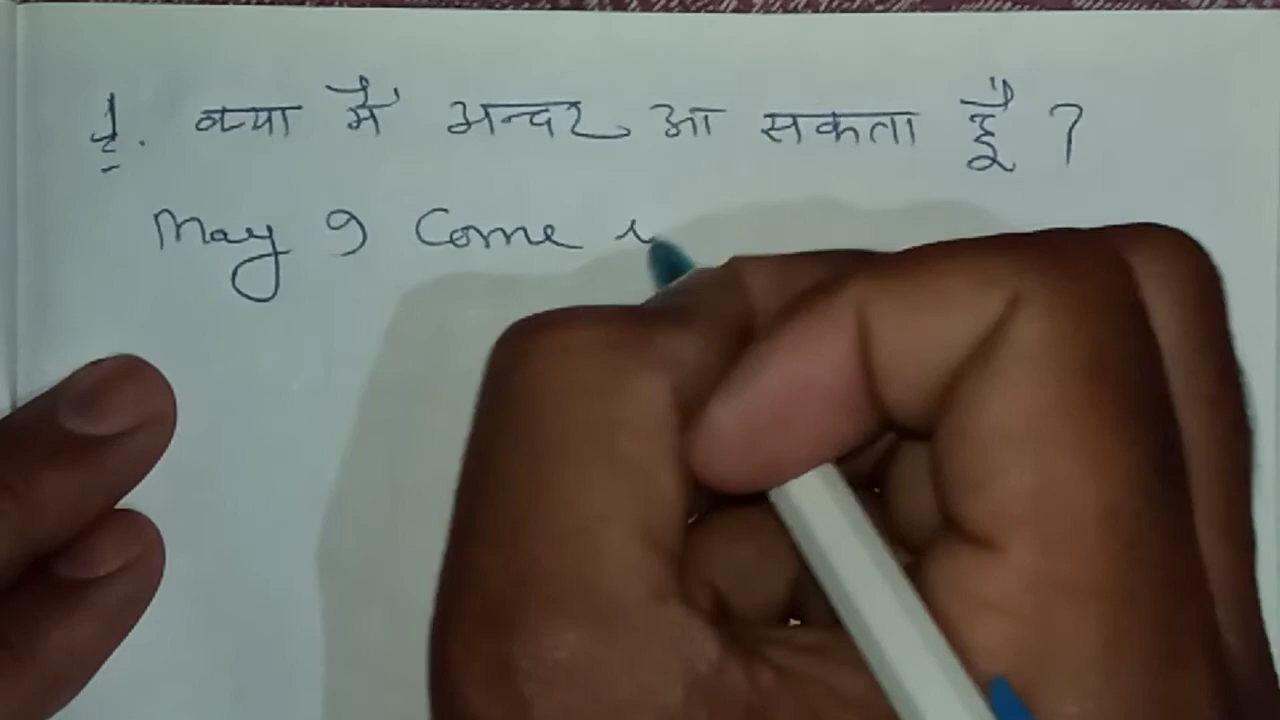 1. क्या मैं अन्दर आ सकता हूँ ?
May I Come